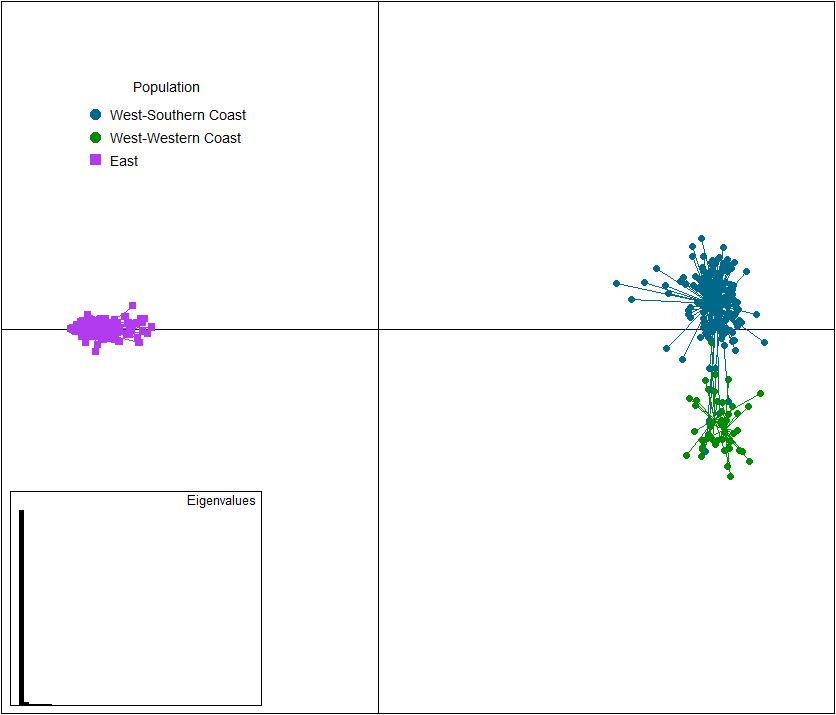 Population
West-Southern Coast
West-Western Coast
East
Eigenvalues